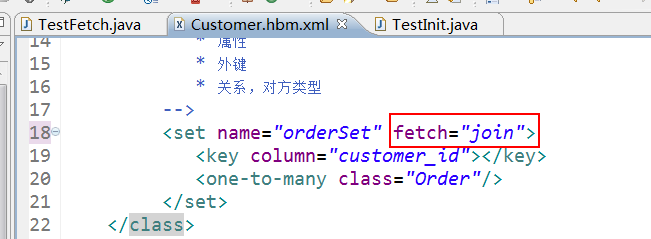 TestFetch.java Customer.hbm.xml TestInit.java
14 * 属性
15 * 外键
16 * 关系，对方类型
17 -->
18 <set name="orderSet" fetch="join">
19 <key column="customer_id"></key>
20 <one-to-many class="Order"/>
21 </set>
22 </class>